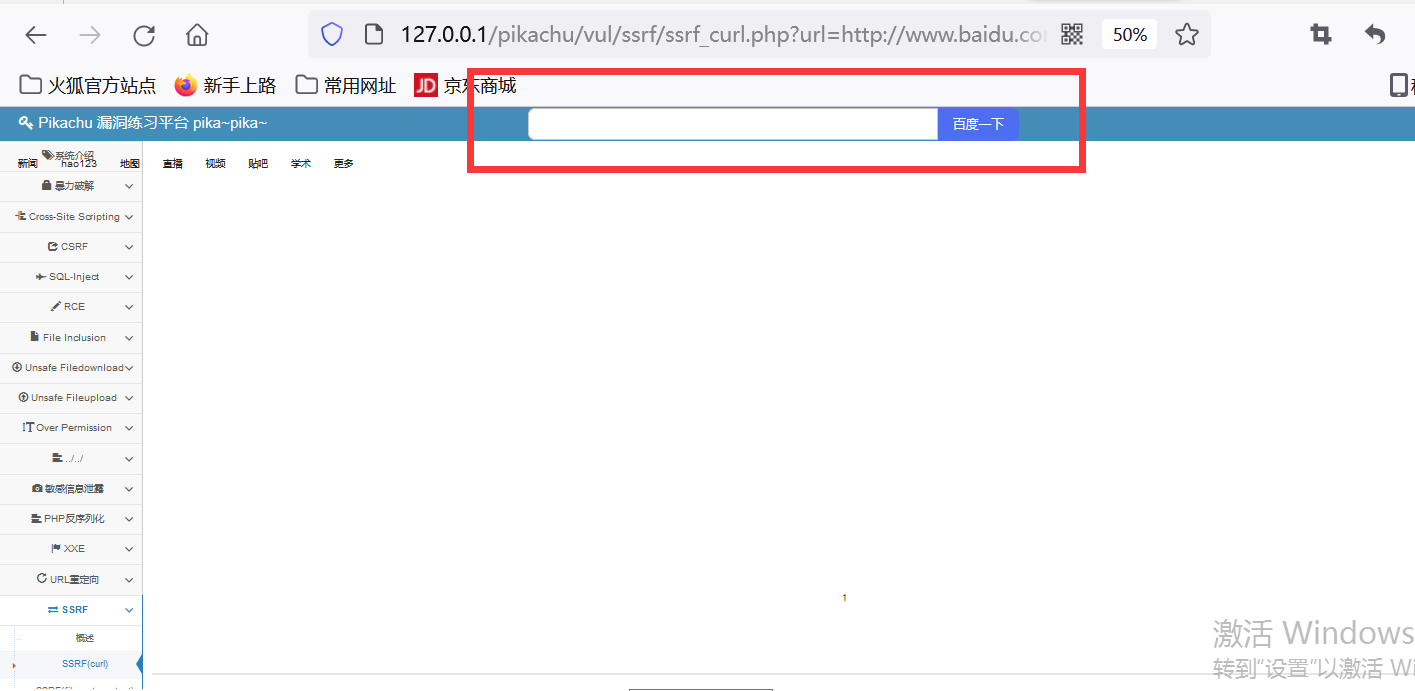 127.0.0.1/pikachu/vul/ssrf/ssrf_curl.php?url=http://www.baidu.co
50%
火狐官方站点 新手上路 常用网址 JD 京东商城
Pikachu 漏洞练习平台 pika~pika~
百度一下
系统介绍
新闻 hao123 地图 直播 视频 贴吧 学术 更多
暴力破解
Cross-Site Scripting
CSRF
SQL-Inject
RCE
File Inclusion
Unsafe Filedownload
Unsafe Fileupload
Over Permission
../../
敏感信息泄露
PHP反序列化
XXE
URL重定向
SSRF
1
概述
激活 Windows
SSRF(curl)
转到"设置"以激活 Wi